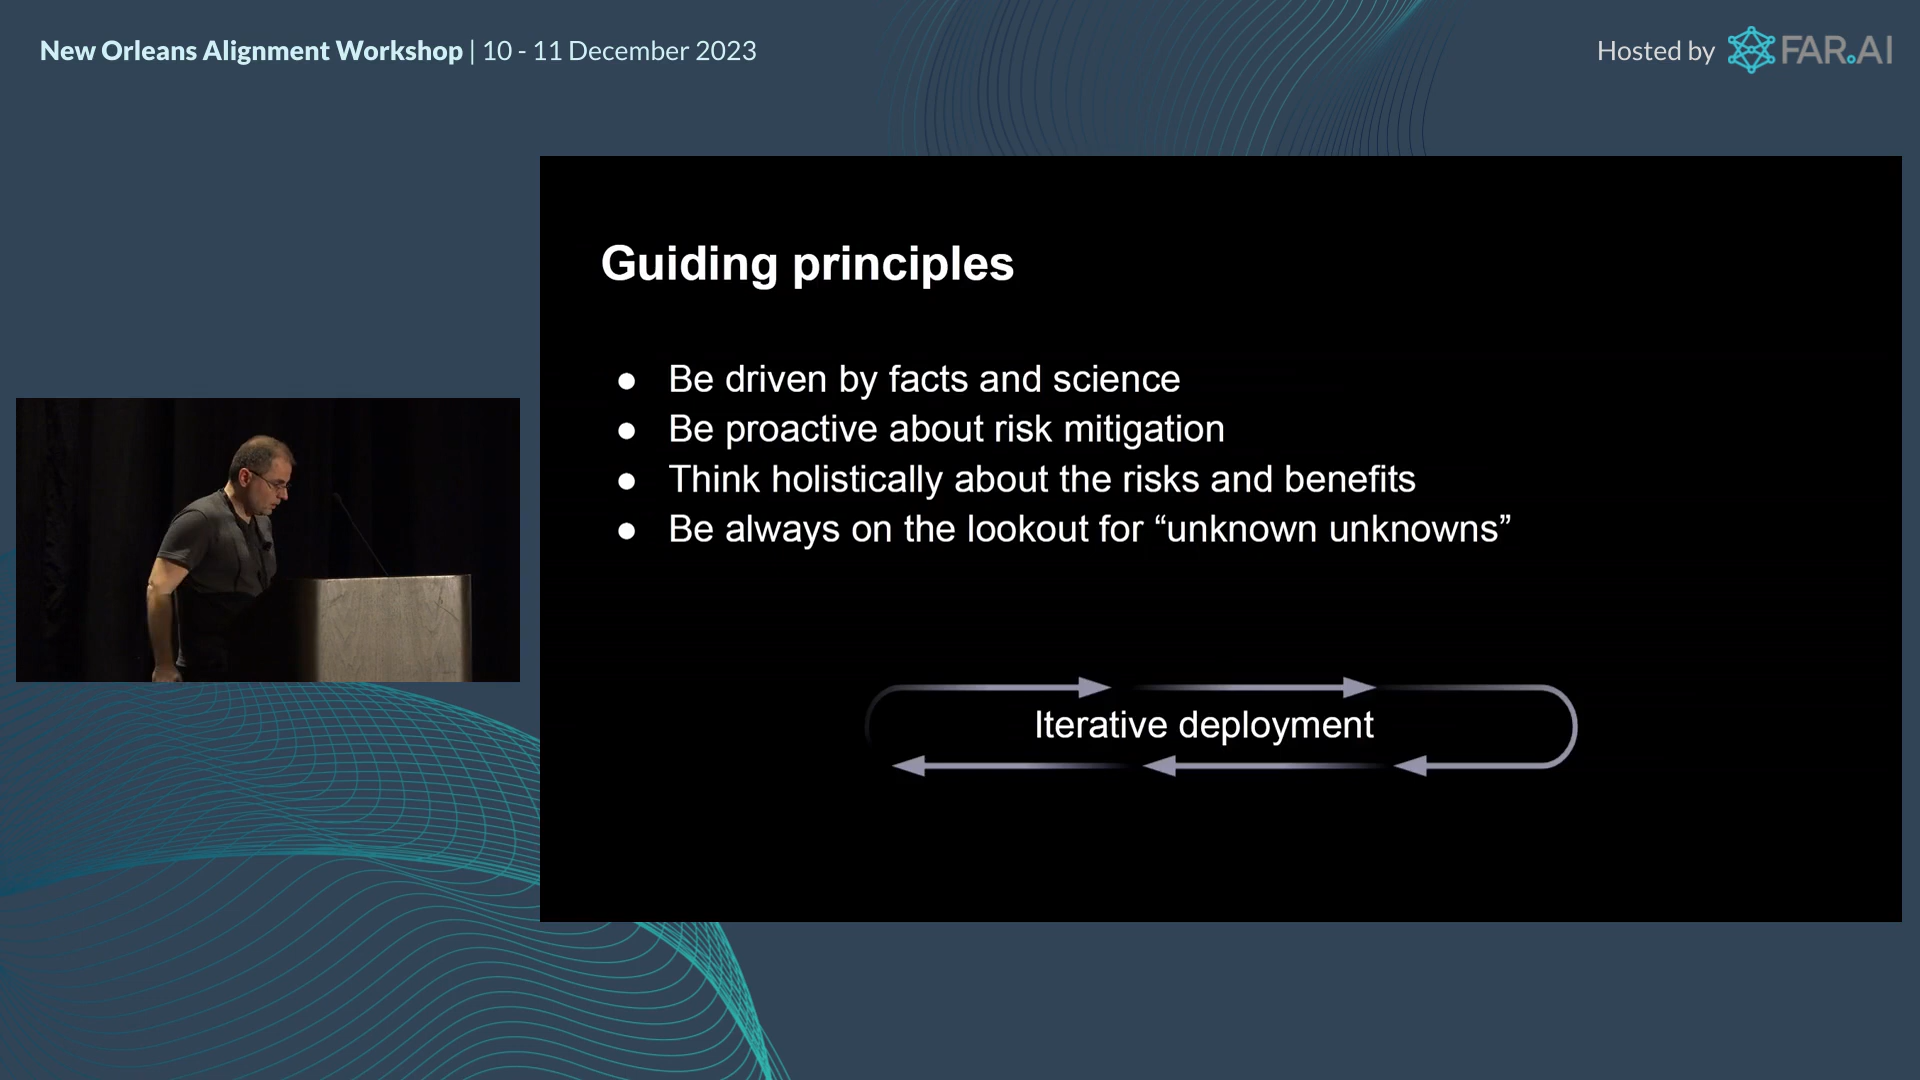 New Orleans Alignment Workshop | 10 - 11 December 2023
Hosted by FAR.AI
Guiding principles
● Be driven by facts and science
● Be proactive about risk mitigation
● Think holistically about the risks and benefits
● Be always on the lookout for “unknown unknowns”
Iterative deployment